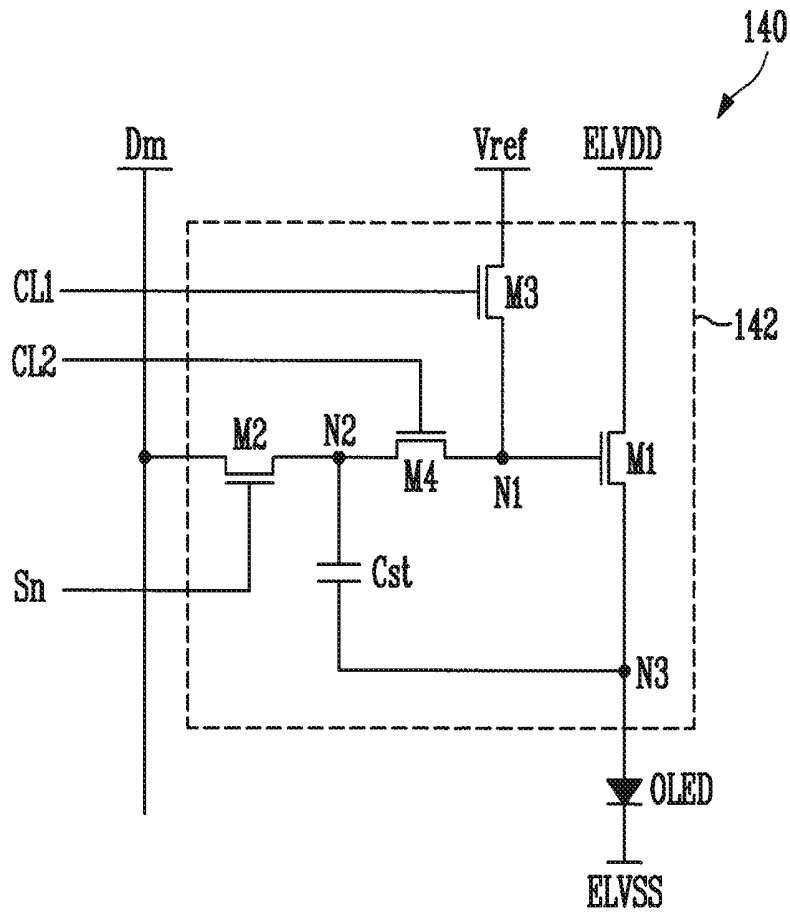 140
Dm
Vref
ELVDD
CL1
M3
142
CL2
M2
N2
M4
N1
M1
Sn
Cst
N3
OLED
ELVSS